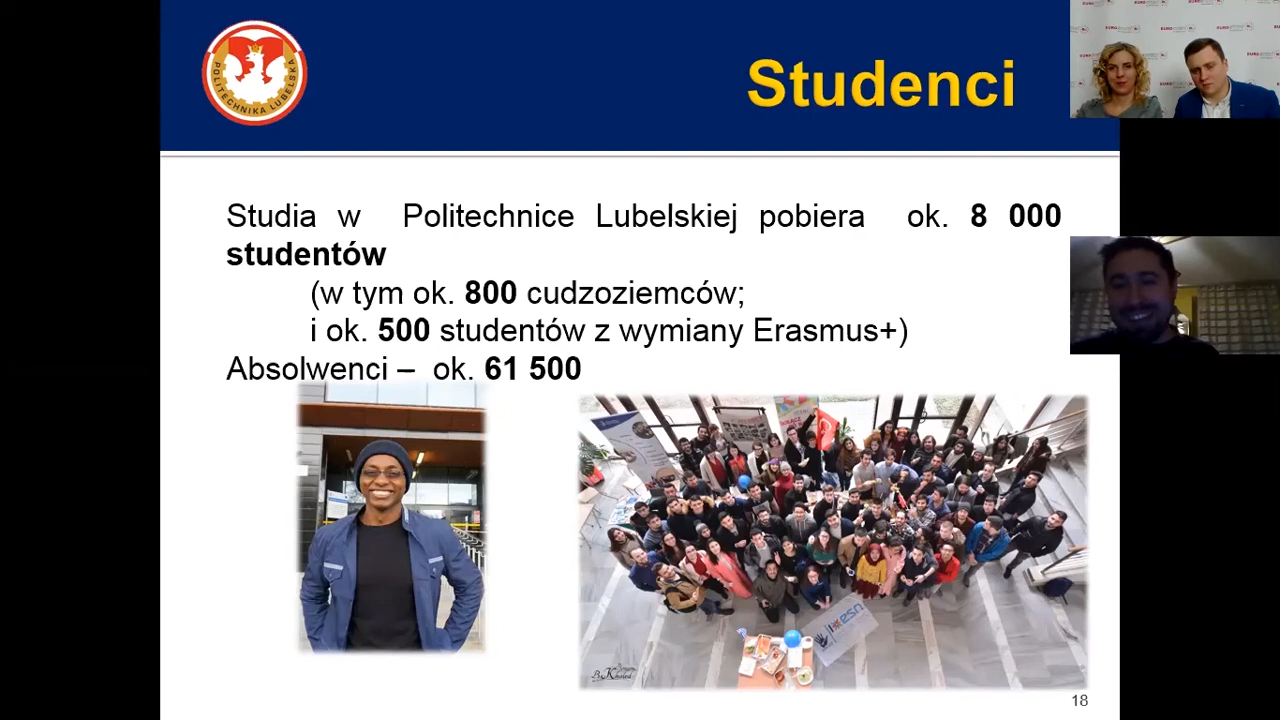 POLITECHNIKA LUBELSKA
Studenci
Studia w Politechnice Lubelskiej pobiera ok. 8 000
studentów
(w tym ok. 800 cudzoziemców;
i ok. 500 studentów z wymiany Erasmus+)
Absolwenci – ok. 61 500
esn
18